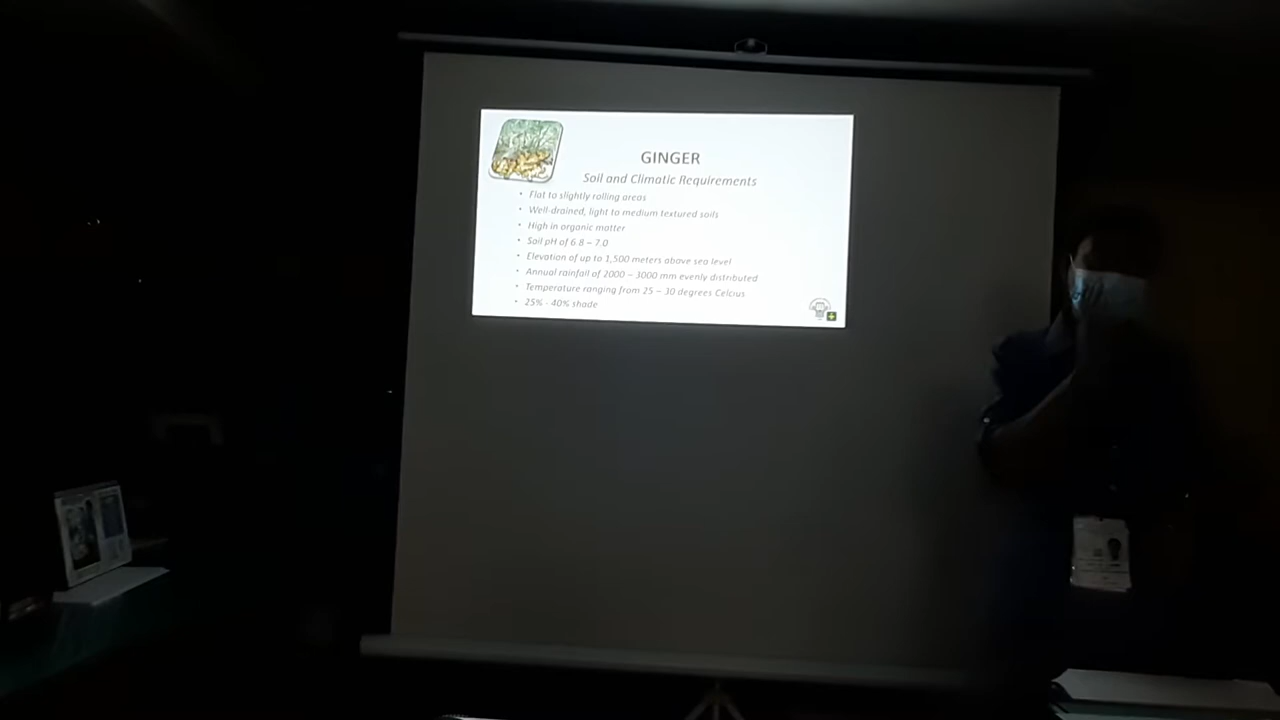 GINGER
Soil and Climatic Requirements
• Flat to slightly rolling areas
• Well-drained, light to medium textured soils
• High in organic matter
• Soil pH of 6.8 – 7.0
• Elevation of up to 1,500 meters above sea level
• Annual rainfall of 2000 – 3000 mm evenly distributed
• Temperature ranging from 25 – 30 degrees Celcius
• 25% - 40% shade